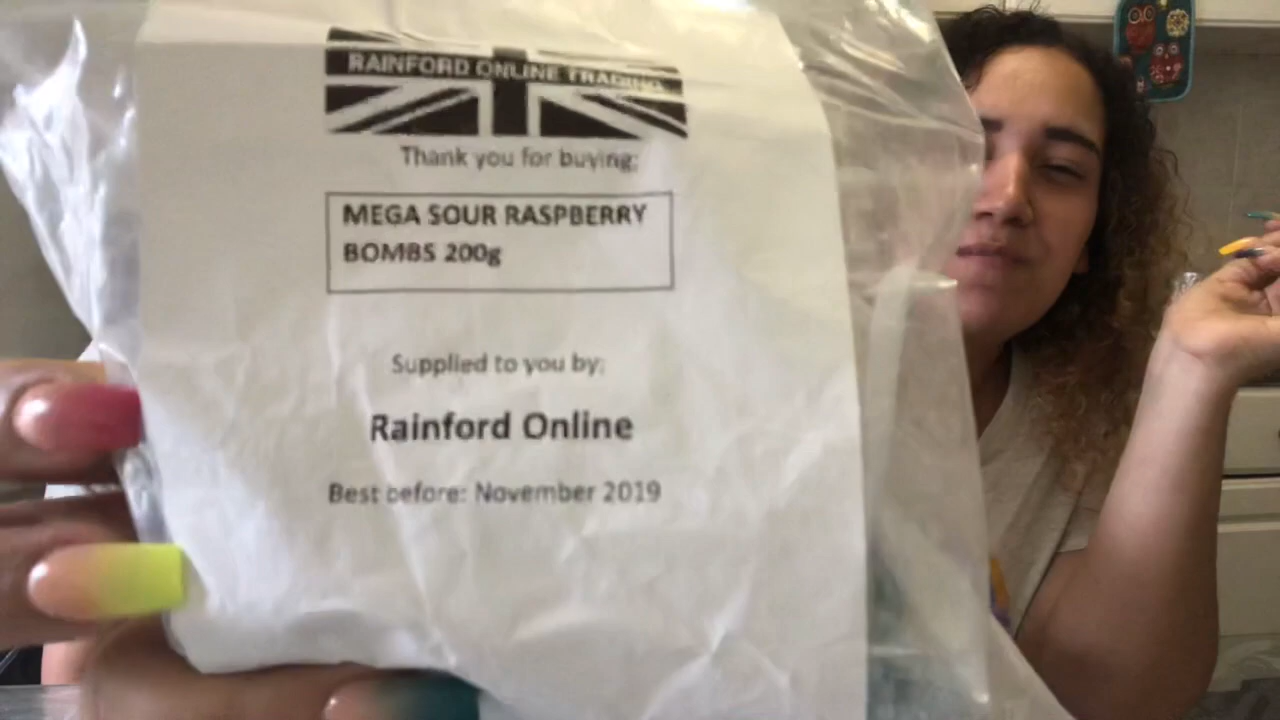 RAINFORD ONLINE TRADING
Thank you for buying;
MEGA SOUR RASPBERRY
BOMBS 200g
Supplied to you by;
Rainford Online
Best before: November 2019